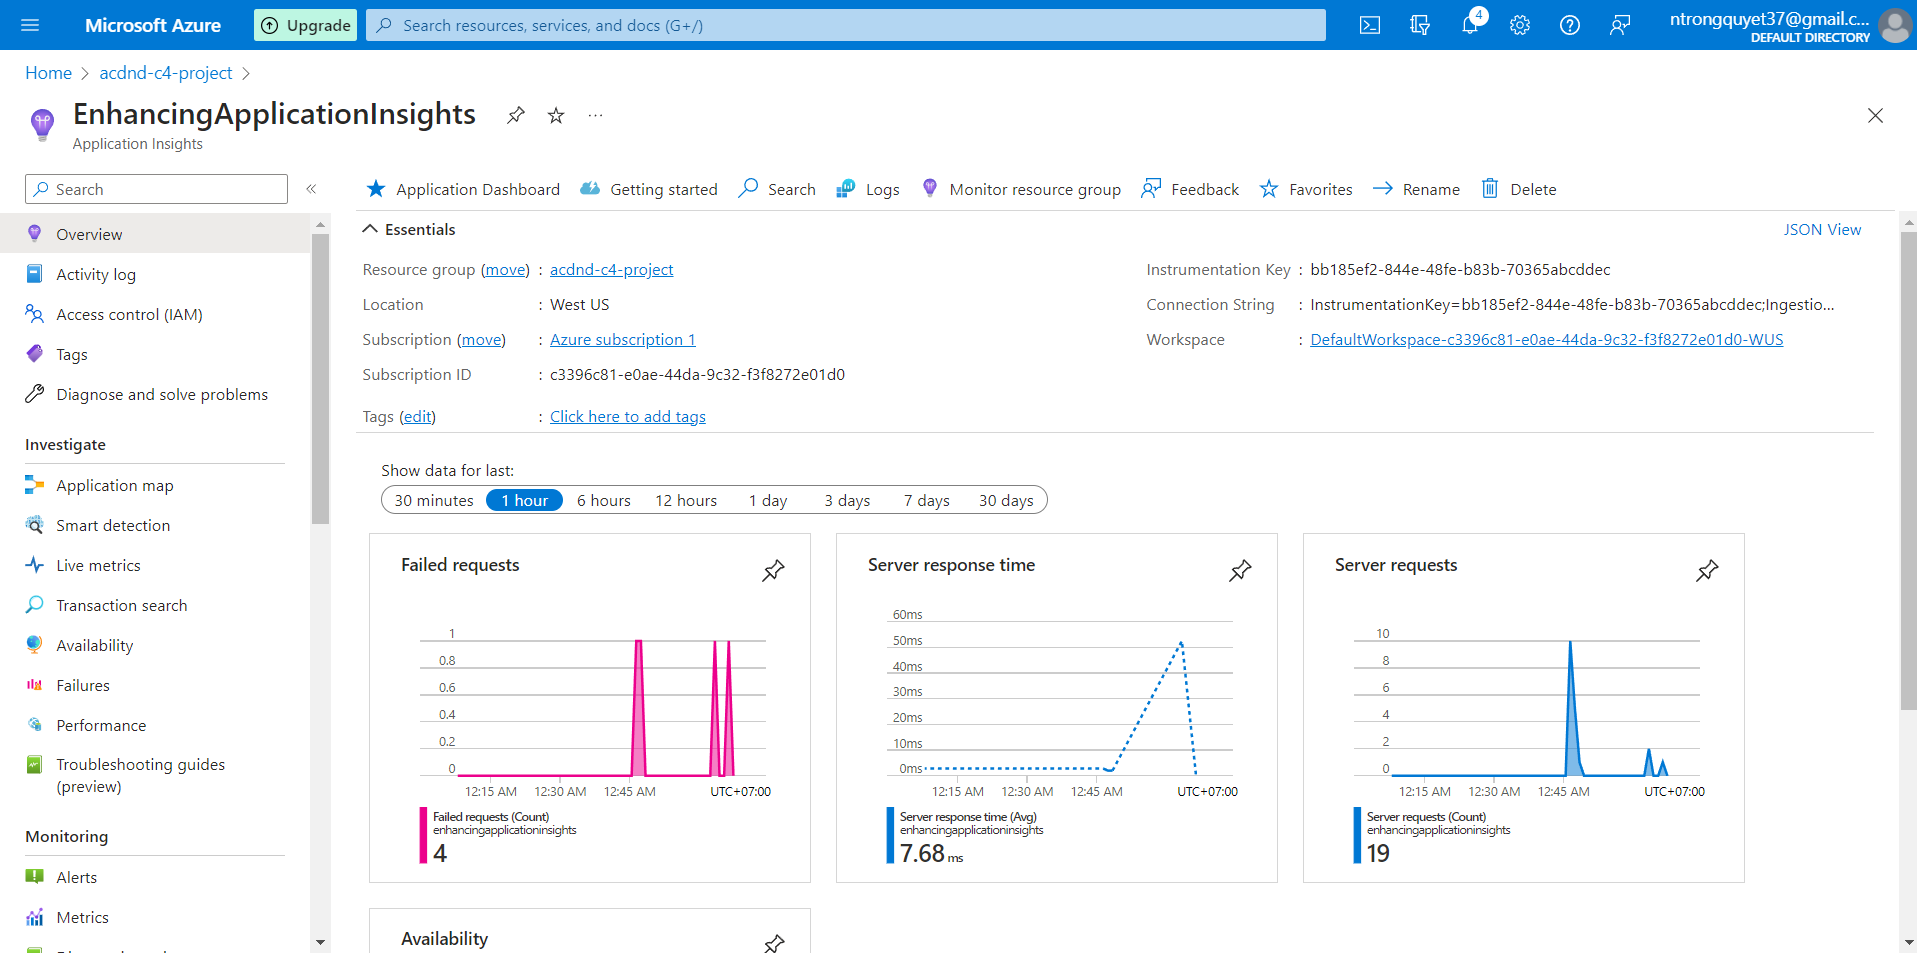 Microsoft Azure
Upgrade
Search resources, services, and docs (G+/)
4
ntrongquyet37@gmail.c...
DEFAULT DIRECTORY
Home > acdnd-c4-project >
EnhancingApplicationInsights
...
Application Insights
Search
«
Application Dashboard
Getting started
Search
Logs
Monitor resource group
Feedback
Favorites
Rename
Delete
Overview
Activity log
Access control (IAM)
Tags
Diagnose and solve problems
Investigate
Application map
Smart detection
Live metrics
Transaction search
Availability
Failures
Performance
Troubleshooting guides
(preview)
Monitoring
Alerts
Metrics
Essentials
JSON View
Resource group (move) : acdnd-c4-project
Location : West US
Subscription (move) : Azure subscription 1
Subscription ID : c3396c81-e0ae-44da-9c32-f3f8272e01d0
Tags (edit) : Click here to add tags
Instrumentation Key : bb185ef2-844e-48fe-b83b-70365abcddec
Connection String : InstrumentationKey=bb185ef2-844e-48fe-b83b-70365abcddec;Ingestio...
Workspace : DefaultWorkspace-c3396c81-e0ae-44da-9c32-f3f8272e01d0-WUS
Show data for last:
30 minutes 1 hour 6 hours 12 hours 1 day 3 days 7 days 30 days
Failed requests
1
0.8
0.6
0.4
0.2
0
12:15 AM 12:30 AM 12:45 AM UTC+07:00
Failed requests (Count)
enhancingapplicationinsights
4
Server response time
60ms
50ms
40ms
30ms
20ms
10ms
0ms
12:15 AM 12:30 AM 12:45 AM UTC+07:00
Server response time (Avg)
enhancingapplicationinsights
7.68 ms
Server requests
10
8
6
4
2
0
12:15 AM 12:30 AM 12:45 AM UTC+07:00
Server requests (Count)
enhancingapplicationinsights
19
Availability